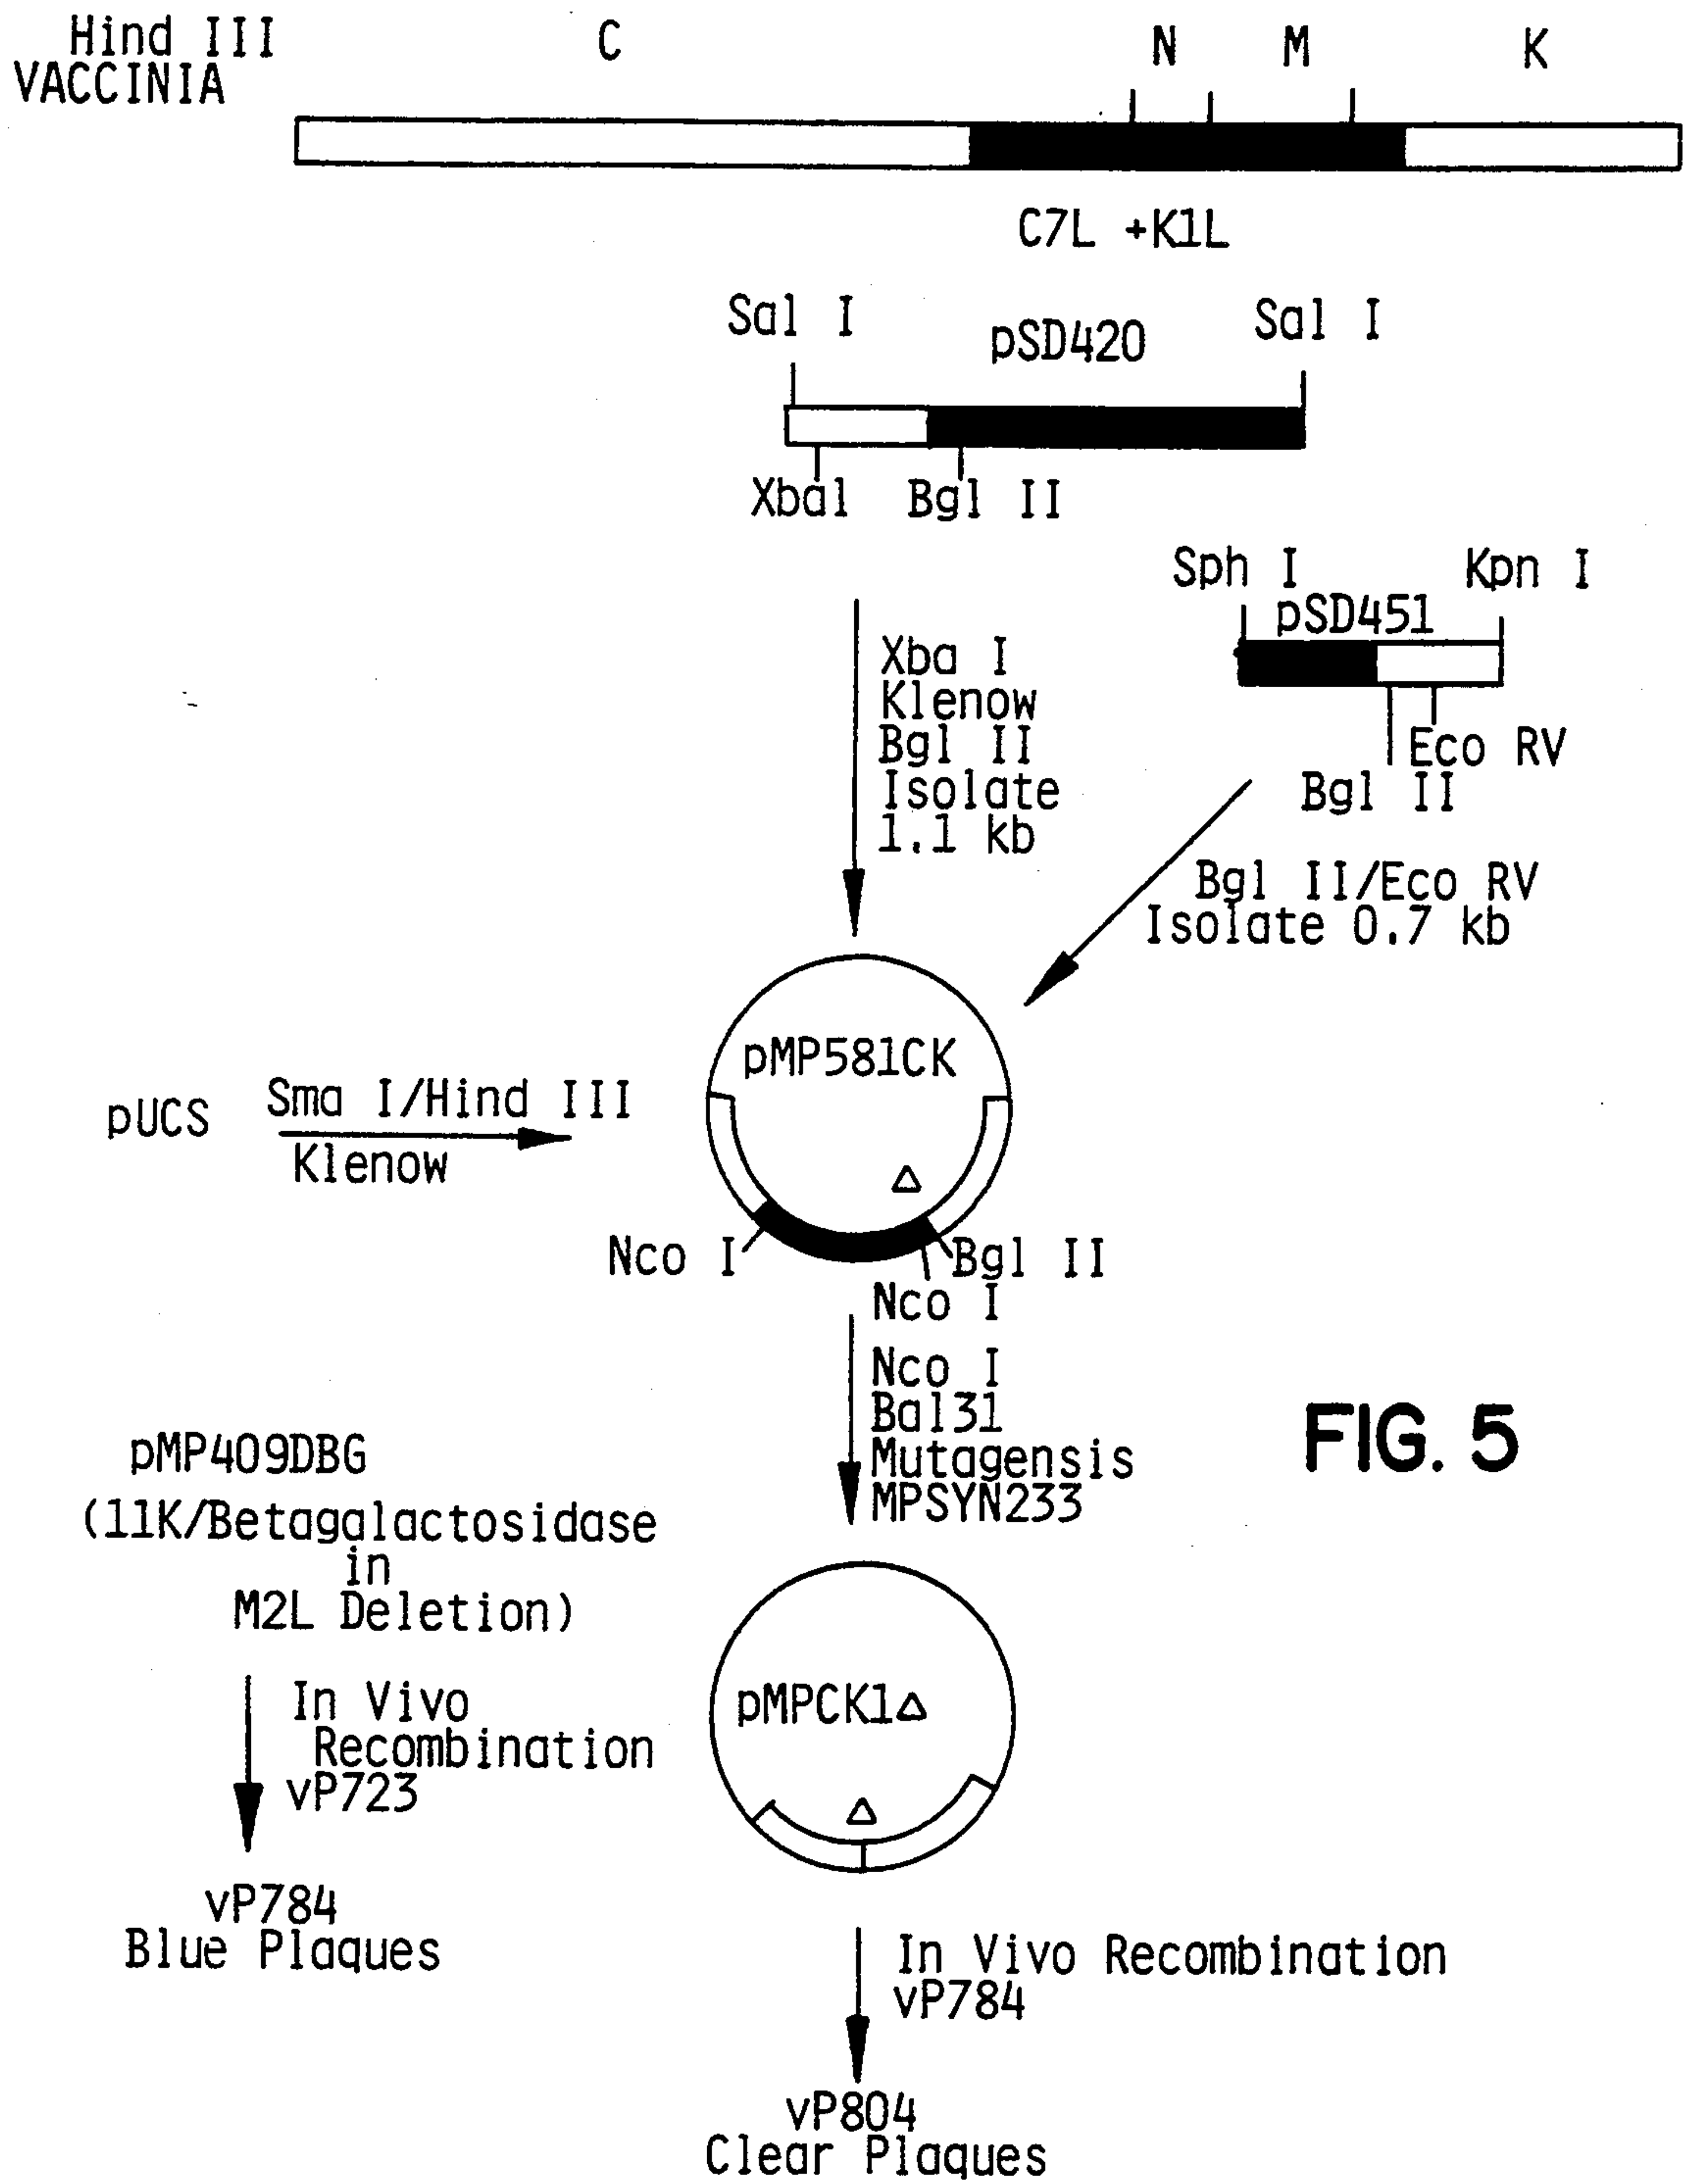 Hind III
VACCINIA
C
N
M
K
C7L +K1L
Sal I
pSD420
Sal I
XbaI
Bgl II
Sph I
Kpn I
pSD451
Eco RV
Bgl II
Xba I
Klenow
Bgl II
Isolate
1.1 kb
Bgl II/Eco RV
Isolate 0.7 kb
pMP581CK
pUCS
Sma I/Hind III
Klenow
△
Nco I
Bgl II
Nco I
Nco I
Bal31
Mutagensis
MPSYN233
FIG. 5
pMP409DBG
(11K/Betagalactosidase
in
M2L Deletion)
In Vivo
Recombination
vP723
vP784
Blue Plaques
pMPCK1△
△
In Vivo Recombination
vP784
vP804
Clear Plaques